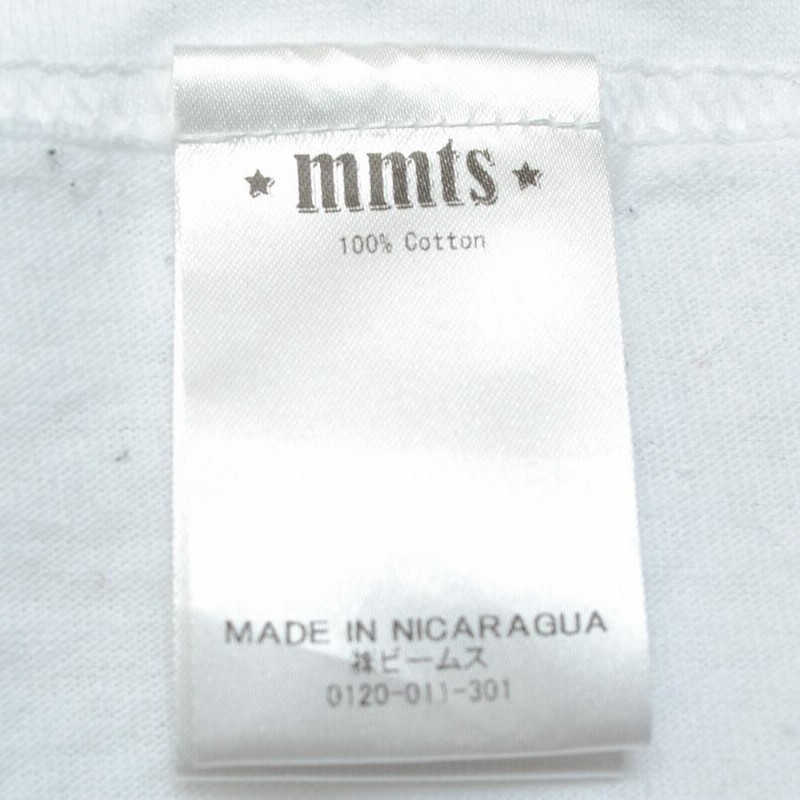 ★ mmts ★
100% Cotton
MADE IN NICARAGUA
㈱ビームス
0120-011-301